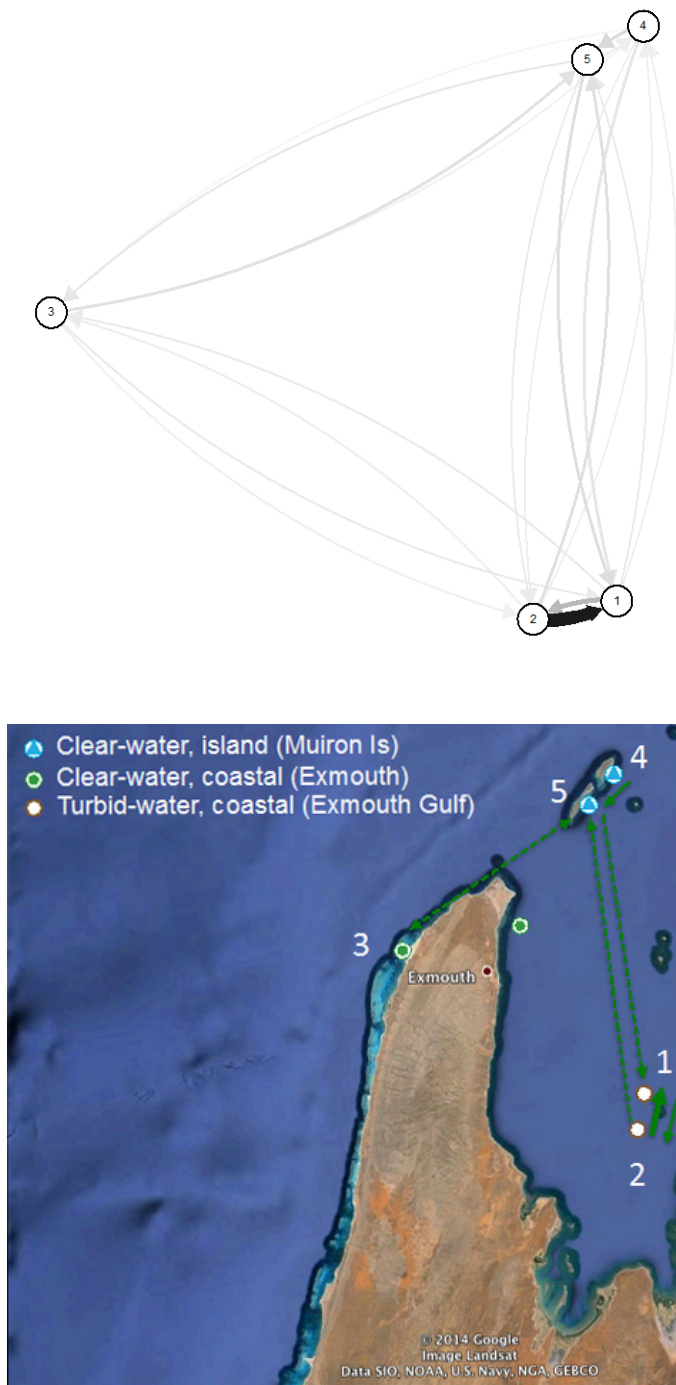 4
5
3
1
2
Clear-water, island (Muiron Is)
Clear-water, coastal (Exmouth)
Turbid-water, coastal (Exmouth Gulf)
4
5
3
Exmouth
1
2
© 2014 Google
Image Landsat
Data SIO, NOAA, U.S. Navy, NGA, GEBCO